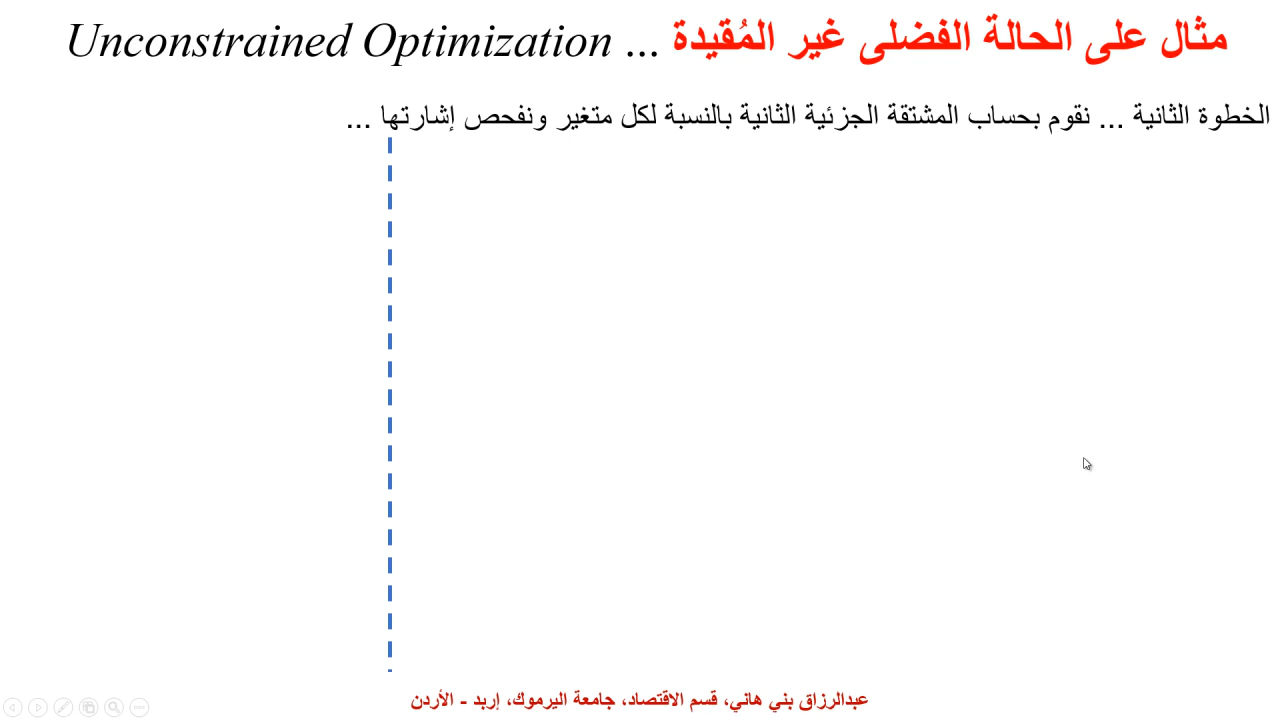 مثال على الحالة الفضلى غير المُقيدة ... Unconstrained Optimization
الخطوة الثانية ... نقوم بحساب المشتقة الجزئية الثانية بالنسبة لكل متغير ونفحص إشارتها ...
عبدالرزاق بني هاني، قسم الاقتصاد، جامعة اليرموك، إربد - الأردن